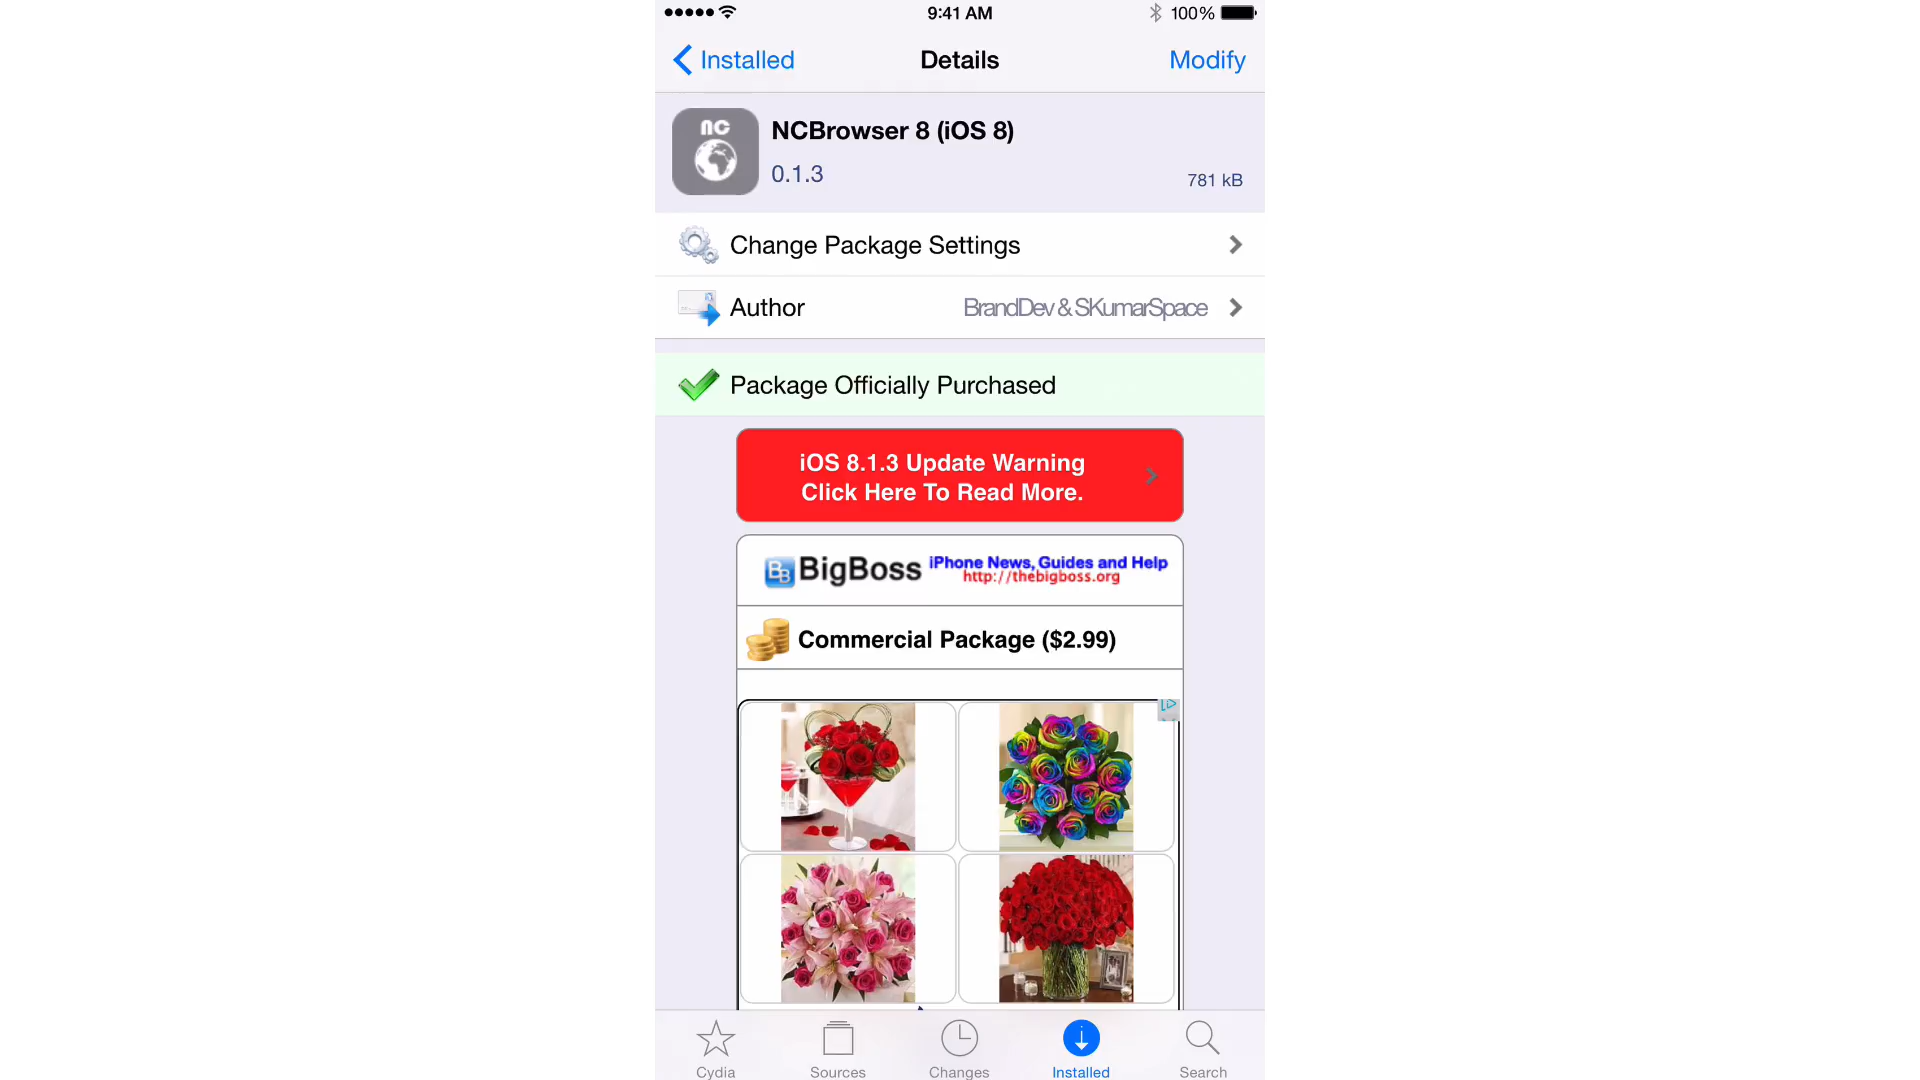 9:41 AM
100%
Installed
Details
Modify
nc
NCBrowser 8 (iOS 8)
0.1.3
781 kB
Change Package Settings
Author
BrandDev & SKumarSpace
Package Officially Purchased
iOS 8.1.3 Update Warning
Click Here To Read More.
BB
BigBoss
iPhone News, Guides and Help
http://thebigboss.org
Commercial Package ($2.99)
Cydia
Sources
Changes
Installed
Search